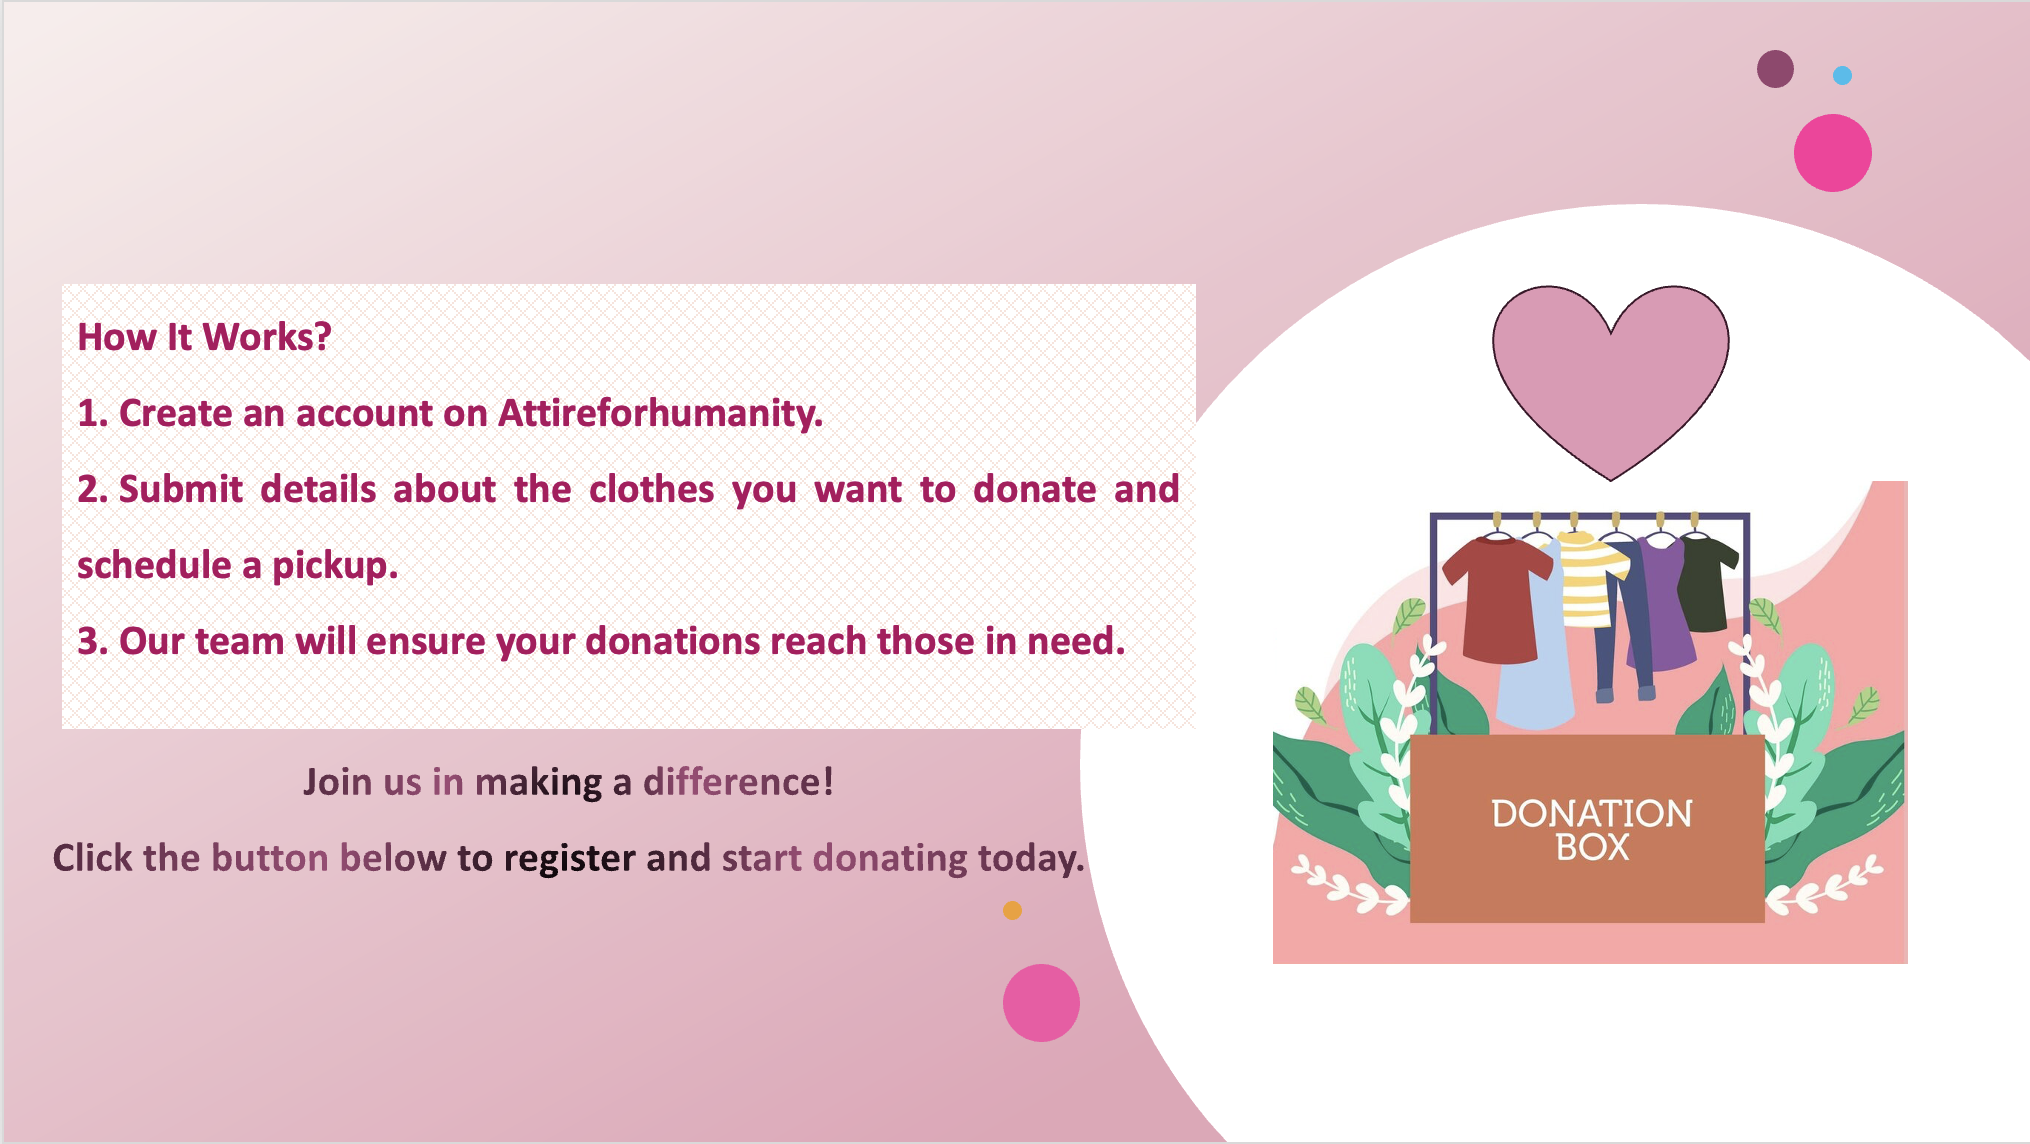 How It Works?
1. Create an account on Attireforhumanity.
2. Submit details about the clothes you want to donate and
schedule a pickup.
3. Our team will ensure your donations reach those in need.
Join us in making a difference!
Click the button below to register and start donating today.
DONATION
BOX